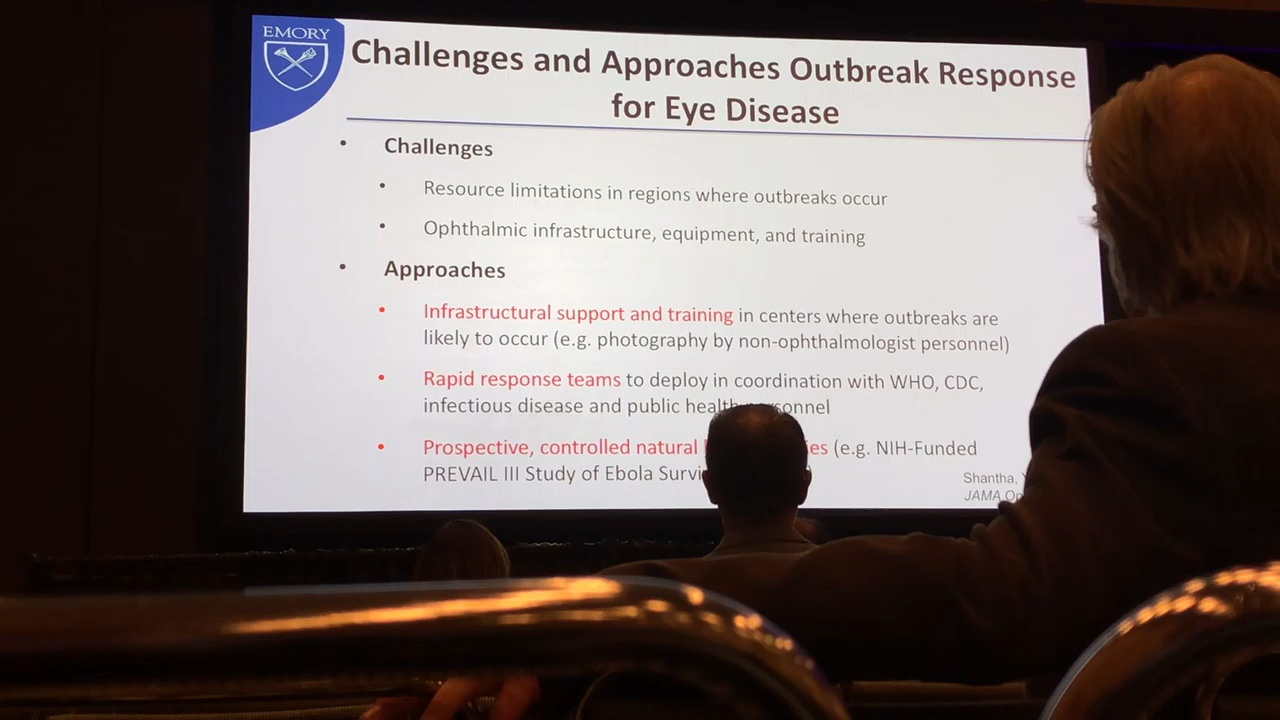 EMORY
Challenges and Approaches Outbreak Response
for Eye Disease
• Challenges
• Resource limitations in regions where outbreaks occur
• Ophthalmic infrastructure, equipment, and training
• Approaches
• Infrastructural support and training in centers where outbreaks are
likely to occur (e.g. photography by non-ophthalmologist personnel)
• Rapid response teams to deploy in coordination with WHO, CDC,
infectious disease and public health personnel
• Prospective, controlled natural (e.g. NIH-Funded
PREVAIL III Study of Ebola
Shantha,
JAMA